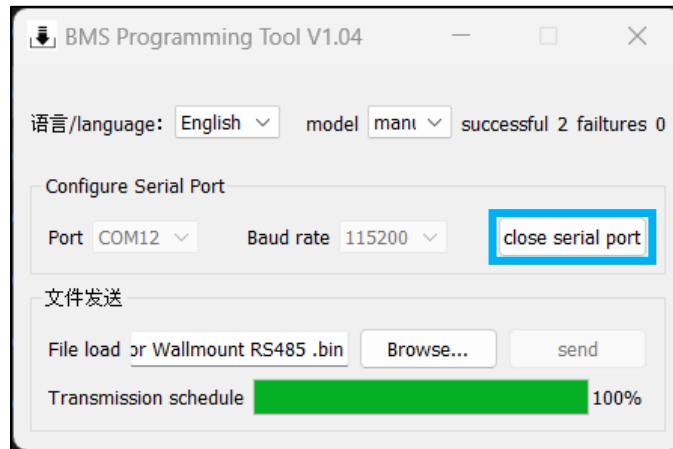 BMS Programming Tool V1.04
语言/language: English model manu successful 2 failtures 0
Configure Serial Port
Port COM12 Baud rate 115200 close serial port
文件发送
File load or Wallmount RS485 .bin Browse... send
Transmission schedule 100%